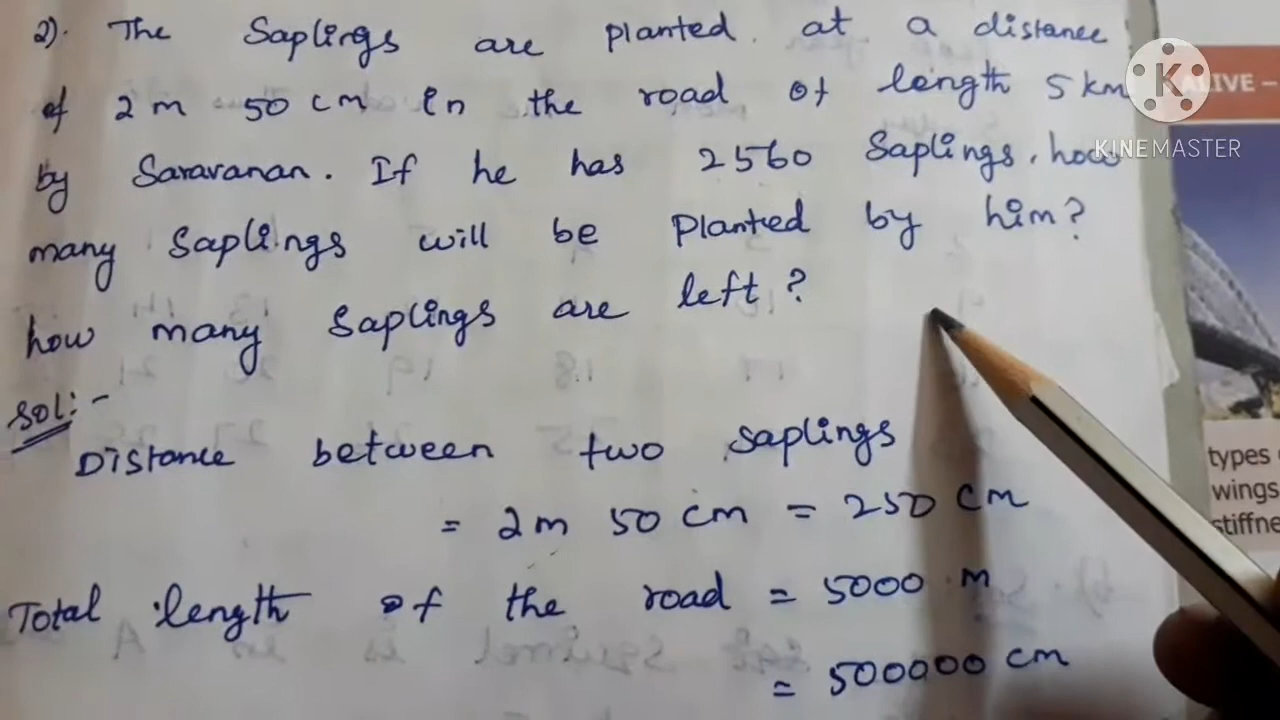 2). The Saplings are planted at a distance
of 2 m 50 cm in the road of length 5 km
by Saravanan. If he has 2560 Saplings, how
many Saplings will be Planted by him?
how many Saplings are left?
Sol:-
Distance between two saplings
= 2m 50 cm = 250 cm
Total length of the road = 5000 m
= 500000 cm
K
KINEMASTER
ALIVE –
types
wings
stiffne